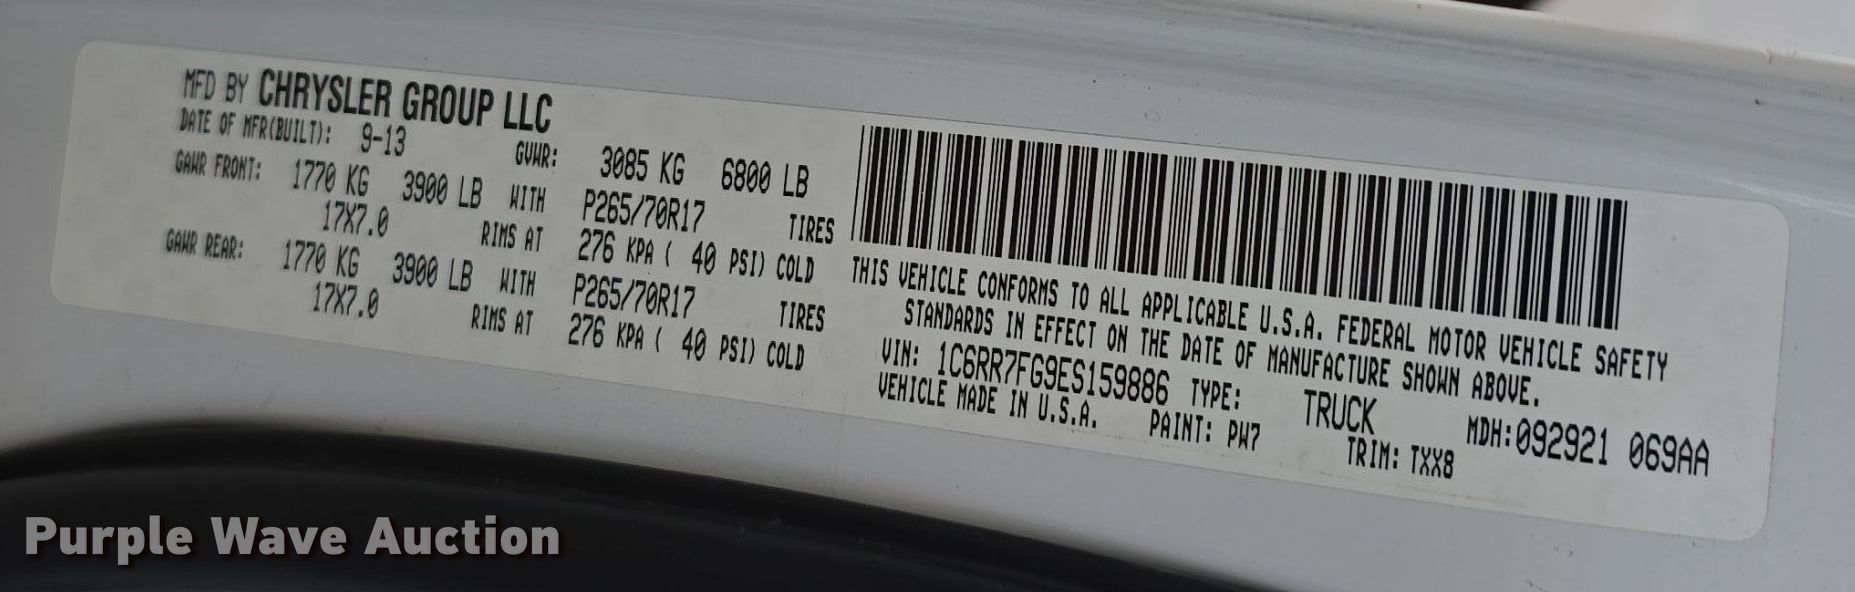 MFD BY CHRYSLER GROUP LLC
DATE OF MFR(BUILT): 9-13 GVWR: 3085 KG 6800 LB
GAWR FRONT: 1770 KG 3900 LB WITH P265/70R17 TIRES
17X7.0 RIMS AT 276 KPA ( 40 PSI) COLD
GAWR REAR: 1770 KG 3900 LB WITH P265/70R17 TIRES
17X7.0 RIMS AT 276 KPA ( 40 PSI) COLD
THIS VEHICLE CONFORMS TO ALL APPLICABLE U.S.A. FEDERAL MOTOR VEHICLE SAFETY
STANDARDS IN EFFECT ON THE DATE OF MANUFACTURE SHOWN ABOVE.
VIN: 1C6RR7FG9ES159886 TYPE: TRUCK MDH:092921 069AA
VEHICLE MADE IN U.S.A. PAINT: PW7 TRIM: TXX8
Purple Wave Auction